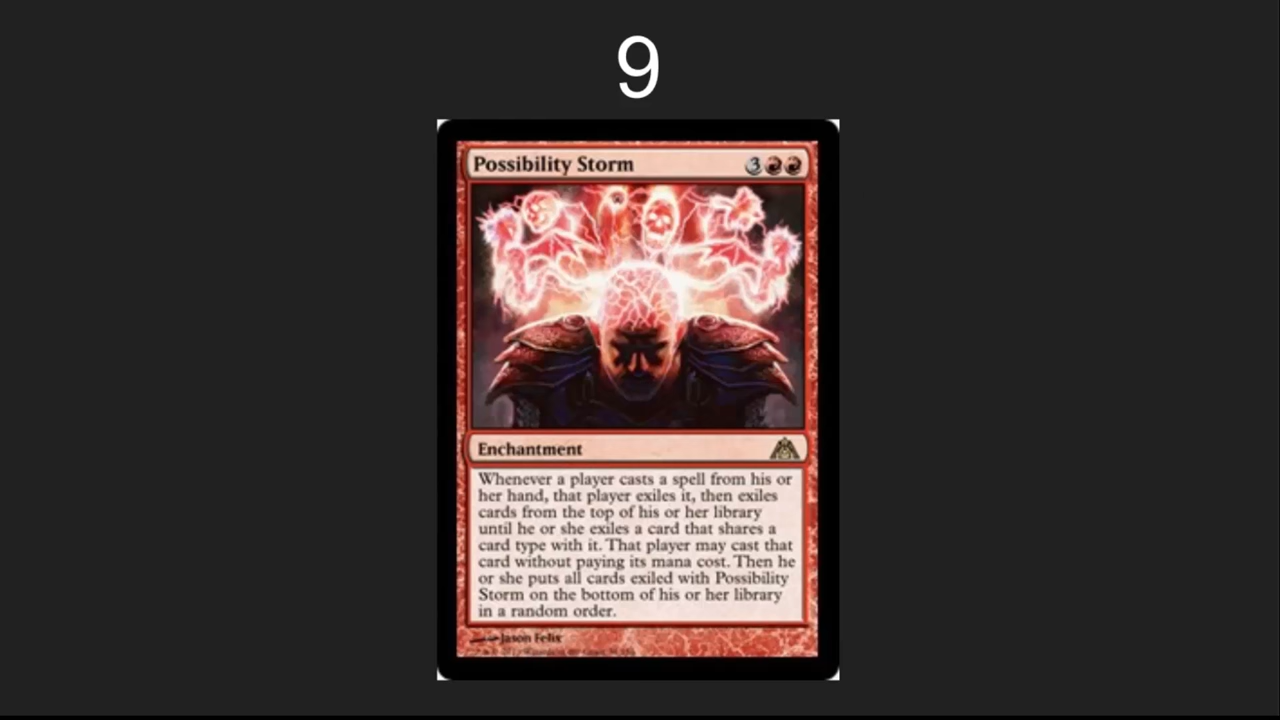 9
Possibility Storm 3
Enchantment
Whenever a player casts a spell from his or
her hand, that player exiles it, then exiles
cards from the top of his or her library
until he or she exiles a card that shares a
card type with it. That player may cast that
card without paying its mana cost. Then he
or she puts all cards exiled with Possibility
Storm on the bottom of his or her library
in a random order.
Jason Felix